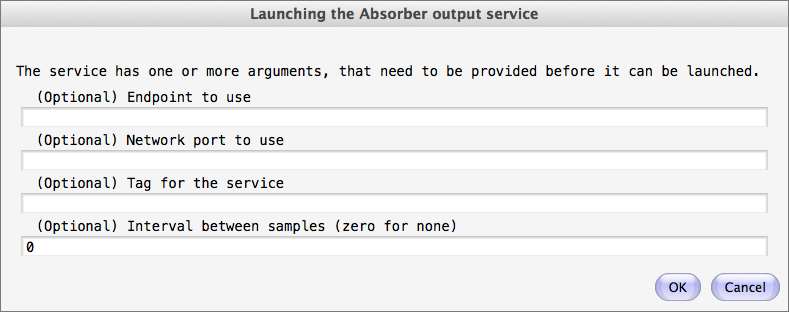 Launching the Absorber output service
The service has one or more arguments, that need to be provided before it can be launched.
(Optional) Endpoint to use
(Optional) Network port to use
(Optional) Tag for the service
(Optional) Interval between samples (zero for none)
0
OK Cancel